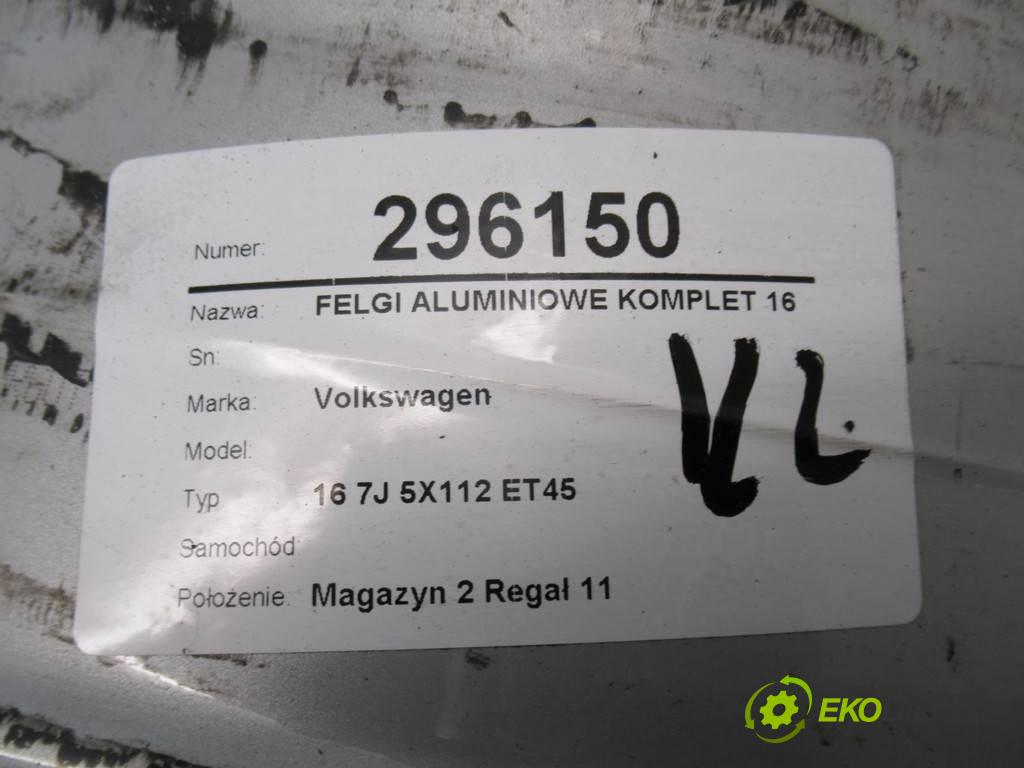 Numer: 296150
Nazwa: FELGI ALUMINIOWE KOMPLET 16
Sn:
Marka: Volkswagen
Model:
Typ 16 7J 5X112 ET45
Samochód
Położenie: Magazyn 2 Regał 11
EKO